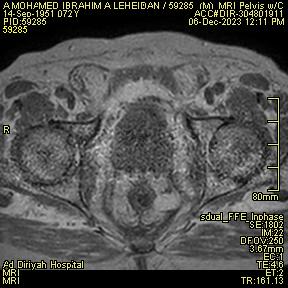 A MOHAMED IBRAHIM A LEHEIDAN / 59285 (M) MRI Pelvis w/C
14-Sep-1951 072Y ACC#DIR-304801911
PID:59285 06-Dec-2023 12:11 PM
59285
R
80mm
sdual_FFE_Inphase
SE:1802
IM:22
DFOV:250
3.67mm
Ad Diriyah Hospital EC:1
MRI TE:4.6
MRI ET:2
TR:161.13